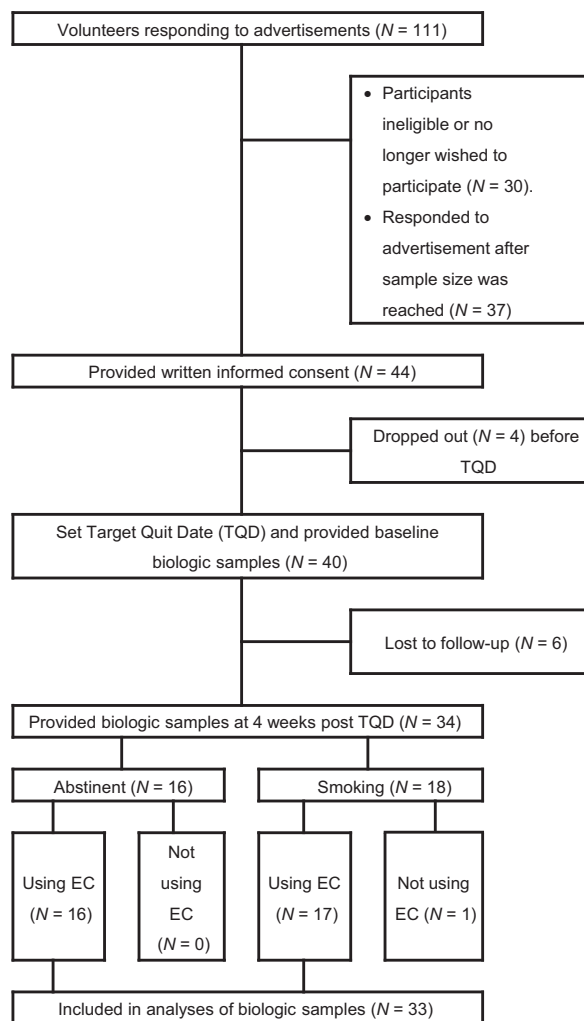 Volunteers responding to advertisements (N = 111)
• Participants
ineligible or no
longer wished to
participate (N = 30).
• Responded to
advertisement after
sample size was
reached (N = 37)
Provided written informed consent (N = 44)
Dropped out (N = 4) before
TQD
Set Target Quit Date (TQD) and provided baseline
biologic samples (N = 40)
Lost to follow-up (N = 6)
Provided biologic samples at 4 weeks post TQD (N = 34)
Abstinent (N = 16)
Smoking (N = 18)
Using EC
(N = 16)
Not
using
EC
(N = 0)
Using EC
(N = 17)
Not using
EC (N = 1)
Included in analyses of biologic samples (N = 33)